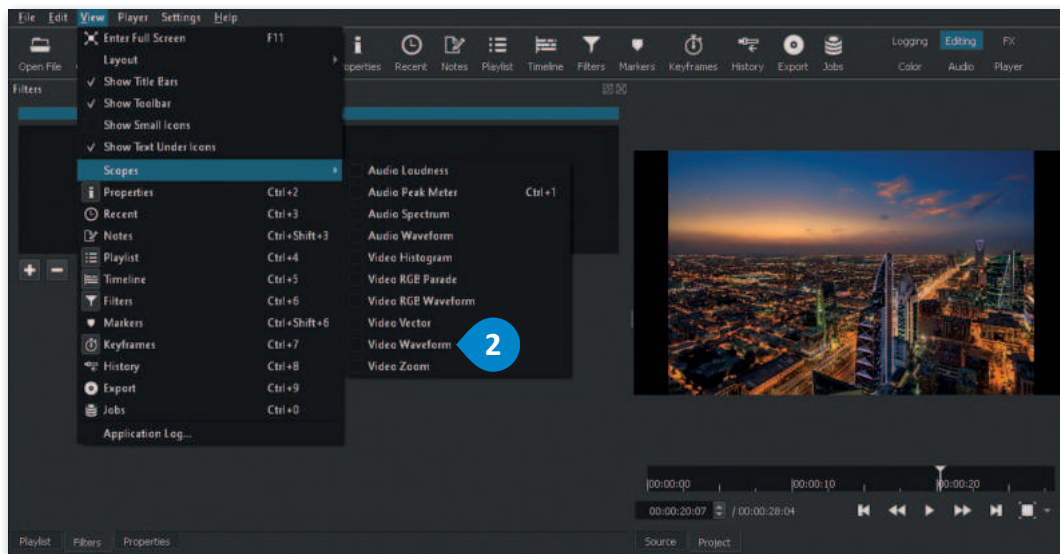 File Edit View Player Settings Help
Enter Full Screen F11
Layout
Show Title Bars
Show Toolbar
Show Small Icons
Show Text Under Icons
Scopes
Properties Ctrl+2
Recent Ctrl+3
Notes Ctrl+Shift+3
Playlist Ctrl+4
Timeline Ctrl+5
Filters Ctrl+6
Markers Ctrl+Shift+6
Keyframes Ctrl+7
History Ctrl+8
Export Ctrl+9
Jobs Ctrl+0
Application Log...
Audio Loudness
Audio Peak Meter Ctrl+1
Audio Spectrum
Audio Waveform
Video Histogram
Video RGB Parade
Video RGB Waveform
Video Vector
Video Waveform
Video Zoom
2
Open File
operties Recent Notes Playlist Timeline Filters Markers Keyframes History Export Jobs
Logging Editing FX
Color Audio Player
Filters
00:00:00 00:00:10 00:00:20
00:00:20:07 / 00:00:28:04
Playlist Filters Properties
Source Project